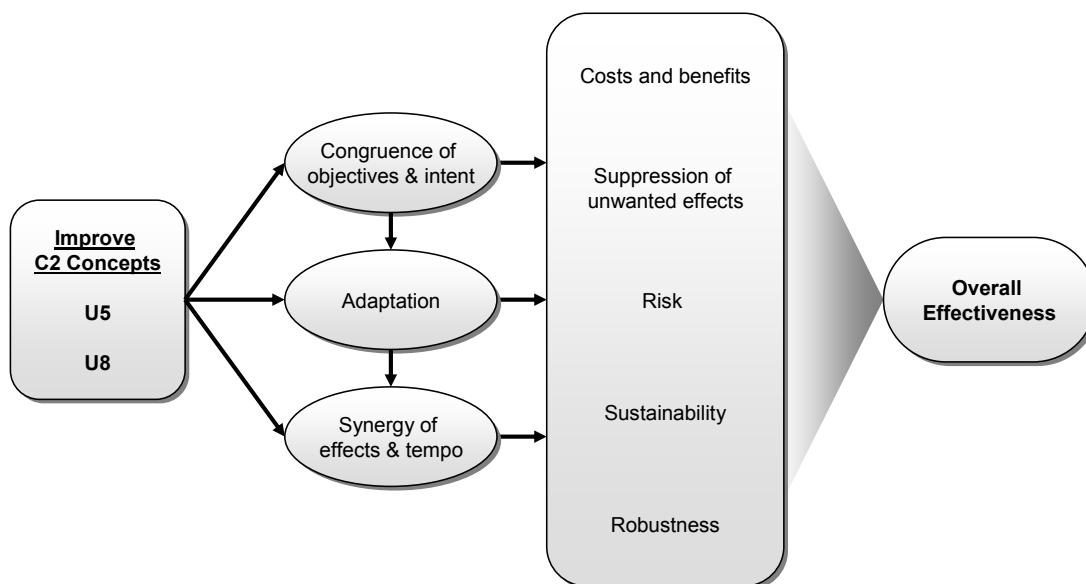 Improve
C2 Concepts
U5
U8
Congruence of
objectives & intent
Adaptation
Synergy of
effects & tempo
Costs and benefits
Suppression of
unwanted effects
Risk
Sustainability
Robustness
Overall
Effectiveness